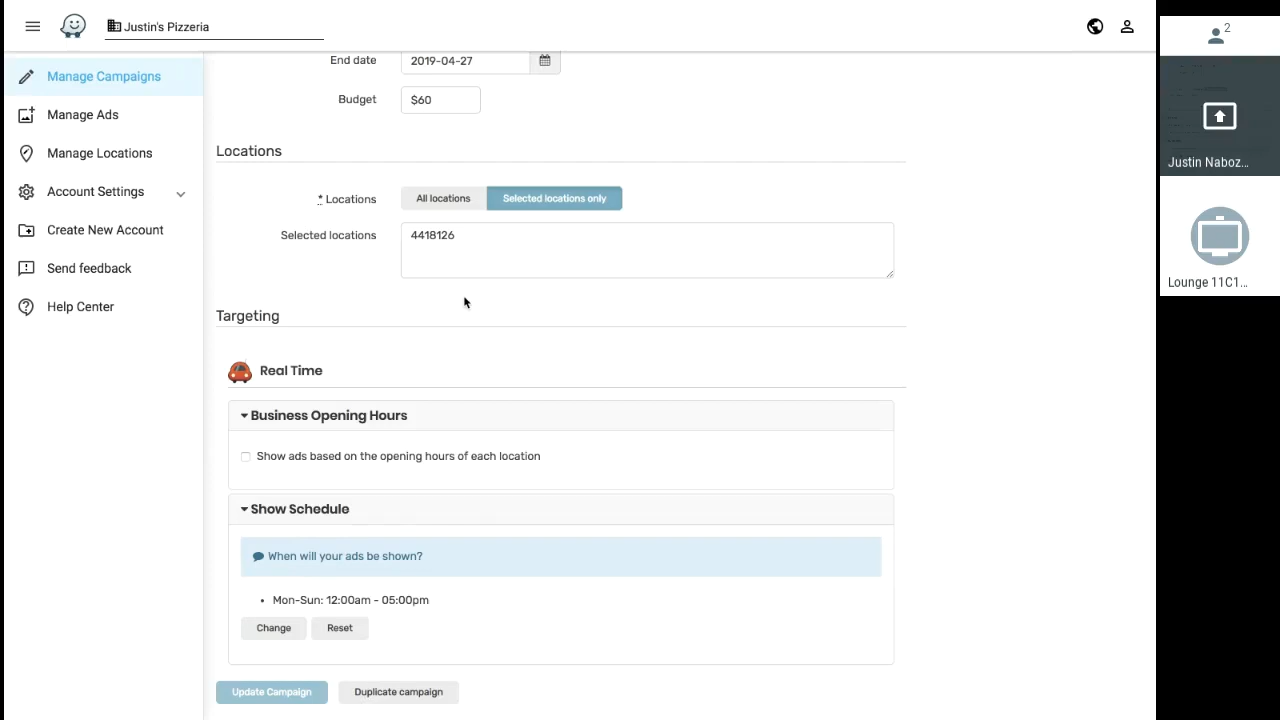 Justin's Pizzeria
2
Manage Campaigns
Manage Ads
Manage Locations
Account Settings
Create New Account
Send feedback
Help Center
End date 2019-04-27
Budget $60
Locations
* Locations All locations Selected locations only
Selected locations 4418126
Targeting
Real Time
Business Opening Hours
Show ads based on the opening hours of each location
Show Schedule
When will your ads be shown?
• Mon-Sun: 12:00am - 05:00pm
Change Reset
Update Campaign Duplicate campaign
Justin Naboz...
Lounge 11C1...